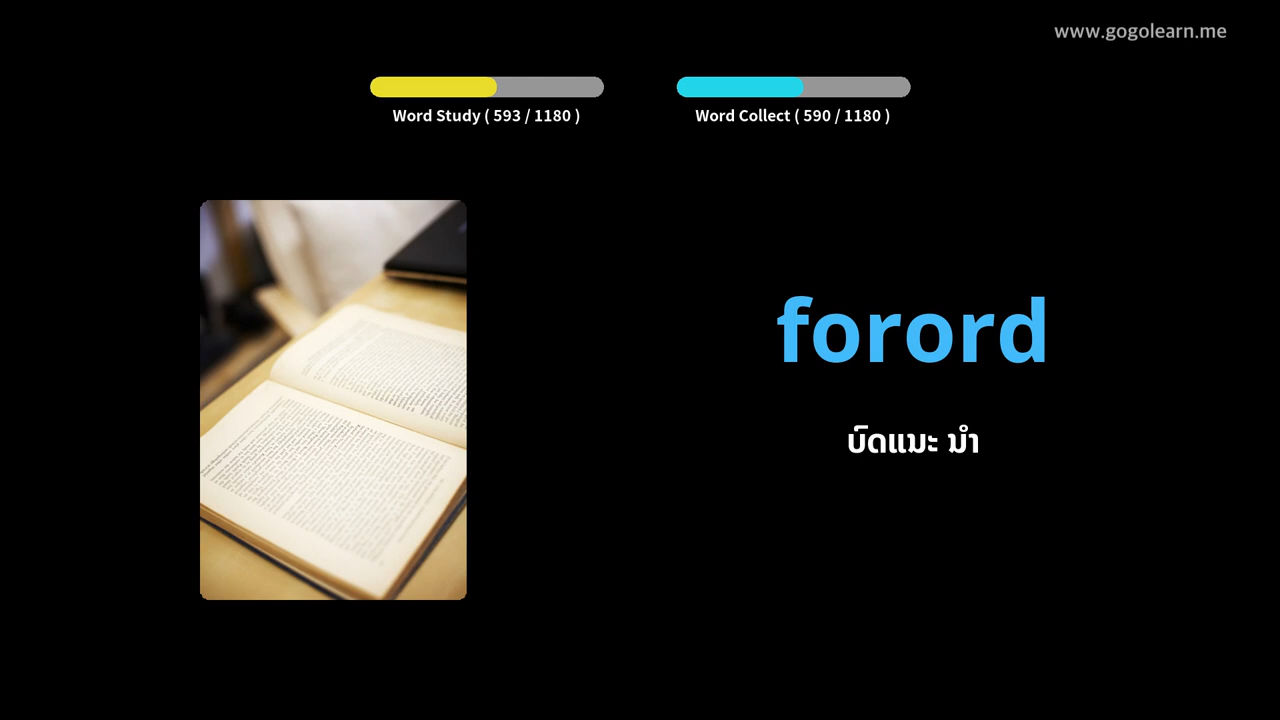 www.gogolearn.me
Word Study ( 593 / 1180 )
Word Collect ( 590 / 1180 )
forord
ບົດແນະ ນຳ